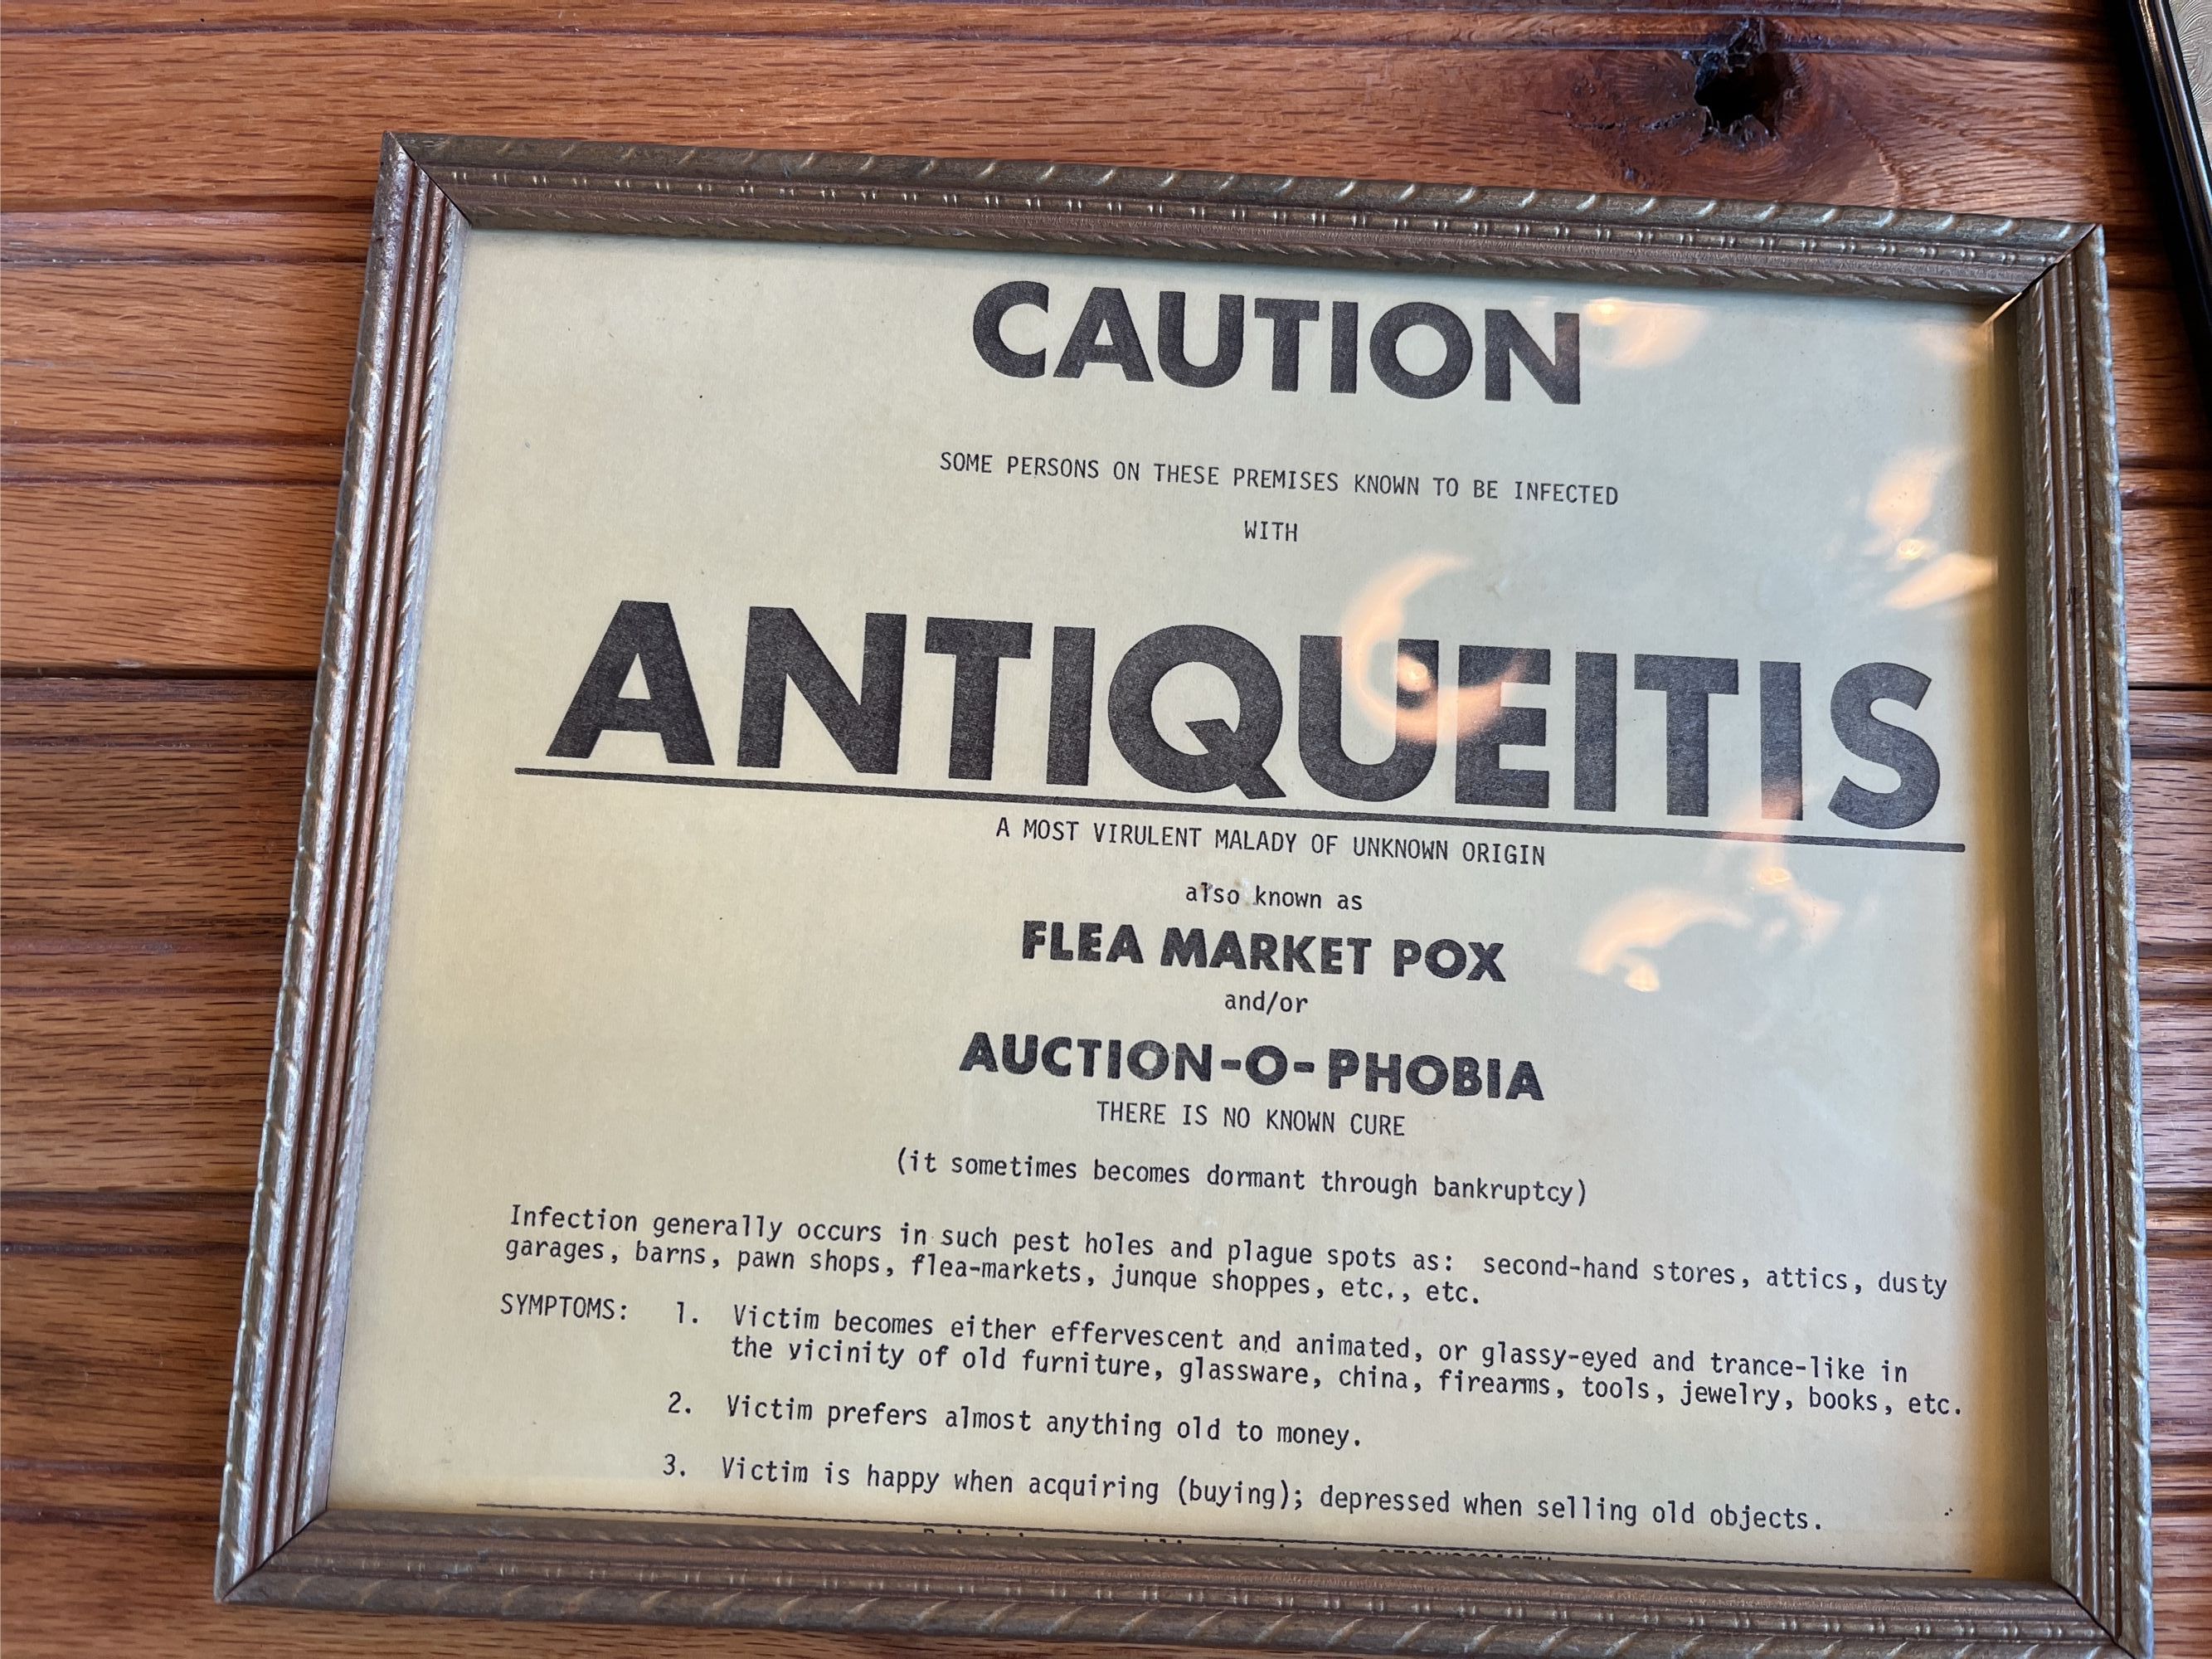 CAUTION
SOME PERSONS ON THESE PREMISES KNOWN TO BE INFECTED
WITH
ANTIQUEITIS
A MOST VIRULENT MALADY OF UNKNOWN ORIGIN
also known as
FLEA MARKET POX
and/or
AUCTION-O-PHOBIA
THERE IS NO KNOWN CURE
(it sometimes becomes dormant through bankruptcy)
Infection generally occurs in such pest holes and plague spots as: second-hand stores, attics, dusty
garages, barns, pawn shops, flea-markets, junque shoppes, etc., etc.
SYMPTOMS: 1. Victim becomes either effervescent and animated, or glassy-eyed and trance-like in
the vicinity of old furniture, glassware, china, firearms, tools, jewelry, books, etc.
2. Victim prefers almost anything old to money.
3. Victim is happy when acquiring (buying); depressed when selling old objects.